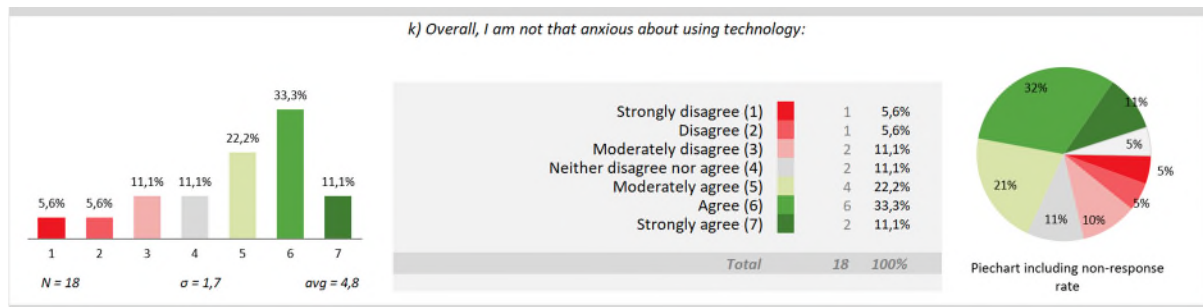 k) Overall, I am not that anxious about using technology:
5,6%
5,6%
11,1%
11,1%
22,2%
33,3%
11,1%
1 2 3 4 5 6 7
N = 18 σ = 1,7 avg = 4,8
Strongly disagree (1) 1 5,6%
Disagree (2) 1 5,6%
Moderately disagree (3) 2 11,1%
Neither disagree nor agree (4) 2 11,1%
Moderately agree (5) 4 22,2%
Agree (6) 6 33,3%
Strongly agree (7) 2 11,1%
Total 18 100%
32%
11%
5%
5%
5%
10%
11%
21%
Piechart including non-response
rate